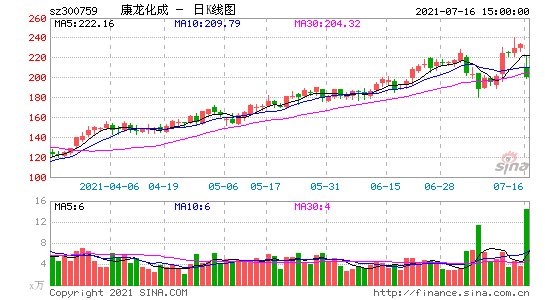 sz300759 康龙化成 － 日K线图 2021-07-16 15:00:00
MA5:222.16 MA10:209.79 MA30:204.32
260
240
220
200
180
160
140
120
100
sina
2021-04-06 04-19 05-06 05-17 05-31 06-15 06-28 07-16
MA5:6 MA10:6 MA30:4
16
12
8
4
x万
Copyright 2021 SINA.COM http://finance.sina.com.cn